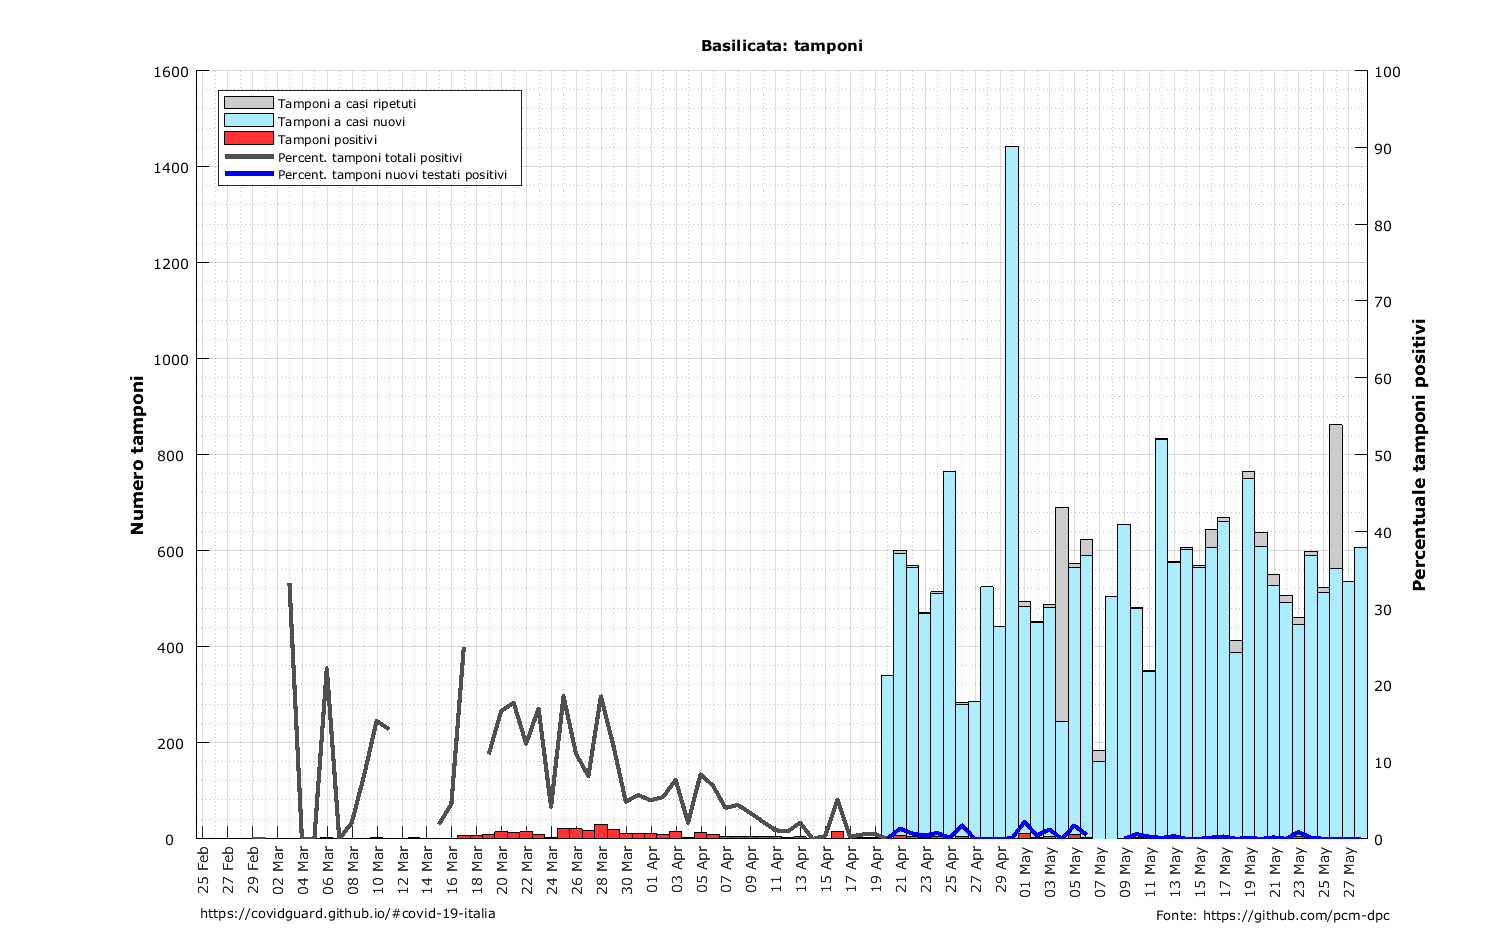 Basilicata: tamponi
Tamponi a casi ripetuti
Tamponi a casi nuovi
Tamponi positivi
Percent. tamponi totali positivi
Percent. tamponi nuovi testati positivi
Numero tamponi
1600
1400
1200
1000
800
600
400
200
0
100
90
80
70
60
50
40
30
20
10
0
Percentuale tamponi positivi
25 Feb
27 Feb
29 Feb
02 Mar
04 Mar
06 Mar
08 Mar
10 Mar
12 Mar
14 Mar
16 Mar
18 Mar
20 Mar
22 Mar
24 Mar
26 Mar
28 Mar
30 Mar
01 Apr
03 Apr
05 Apr
07 Apr
09 Apr
11 Apr
13 Apr
15 Apr
17 Apr
19 Apr
21 Apr
23 Apr
25 Apr
27 Apr
29 Apr
01 May
03 May
05 May
07 May
09 May
11 May
13 May
15 May
17 May
19 May
21 May
23 May
25 May
27 May
https://covidguard.github.io/#covid-19-italia
Fonte: https://github.com/pcm-dpc